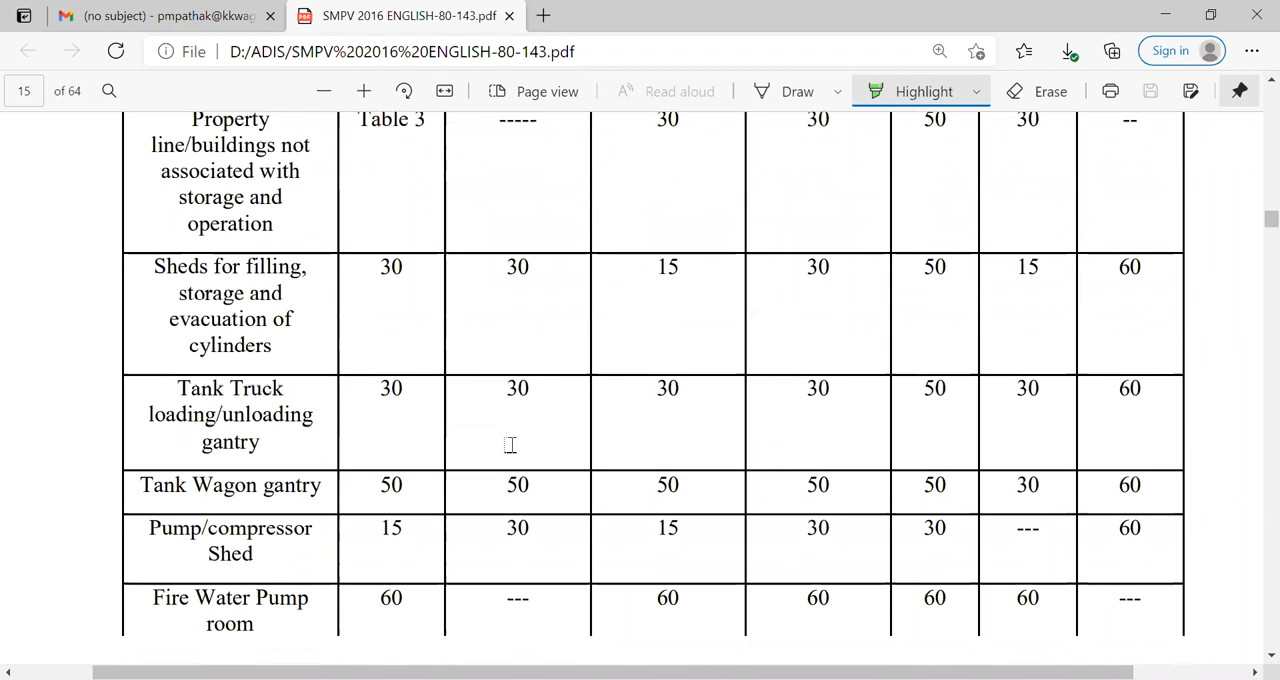 (no subject) - pmpathak@kkwag
SMPV 2016 ENGLISH-80-143.pdf
File D:/ADIS/SMPV%202016%20ENGLISH-80-143.pdf
Sign in
15 of 64
Page view
Read aloud
Draw
Highlight
Erase
Property line/buildings not associated with storage and operation Table 3 ----- 30 30 50 30 --
Sheds for filling, storage and evacuation of cylinders 30 30 15 30 50 15 60
Tank Truck loading/unloading gantry 30 30 30 30 50 30 60
Tank Wagon gantry 50 50 50 50 50 30 60
Pump/compressor Shed 15 30 15 30 30 --- 60
Fire Water Pump room 60 --- 60 60 60 60 ---